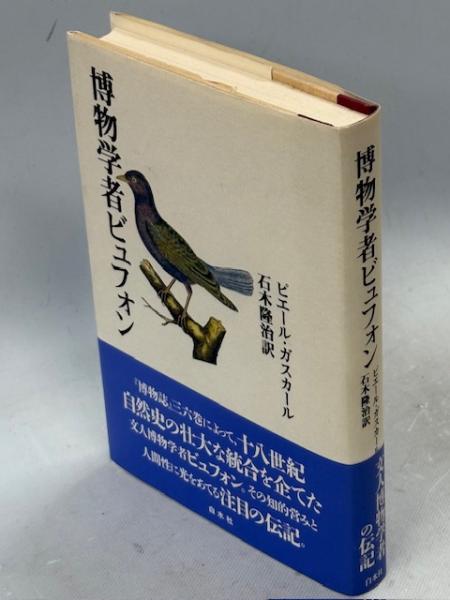 博物学者ビュフォン
ピエール・ガスカール
石木隆治訳
『博物誌』三六巻によって、十八世紀
自然史の壮大な統合を企てた
文人博物学者ビュフォン。その知的営みと
人間性に光をあてる注目の伝記。
白水社
博物学者ビュフォン
ピエール・ガスカール
石木隆治訳
文人博物学者
の伝記
白水社